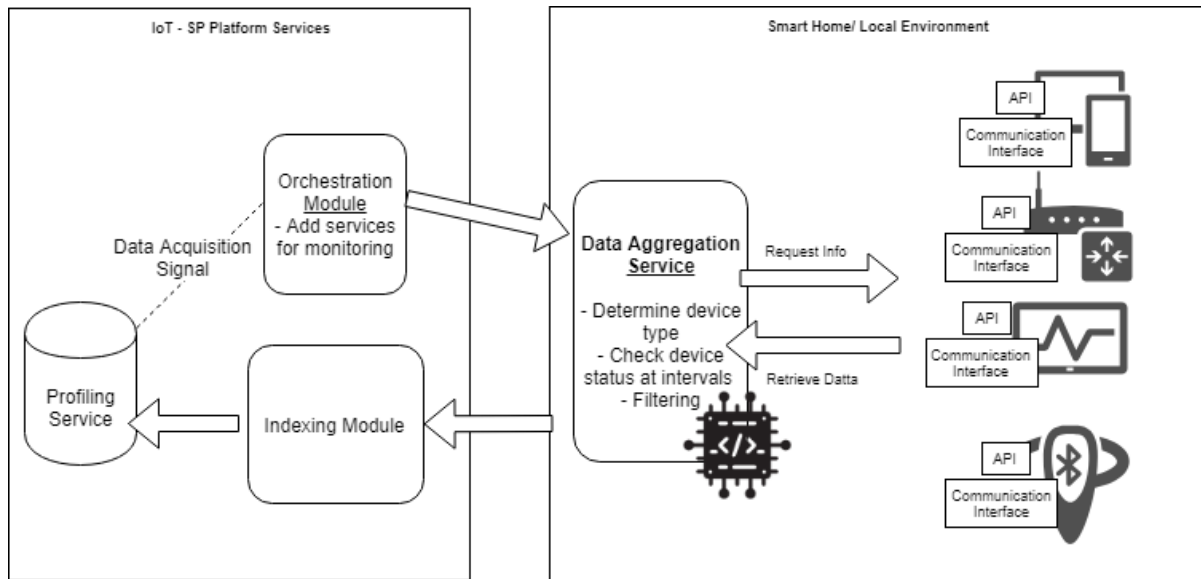 IoT - SP Platform Services
Smart Home/ Local Environment
Orchestration
Module
- Add services
for monitoring
Data Acquisition
Signal
Profiling
Service
Indexing Module
Data Aggregation
Service
- Determine device
type
- Check device
status at intervals
- Filtering
</>
Request Info
Retrieve Datta
API
Communication
Interface
API
Communication
Interface
API
Communication
Interface
API
Communication
Interface